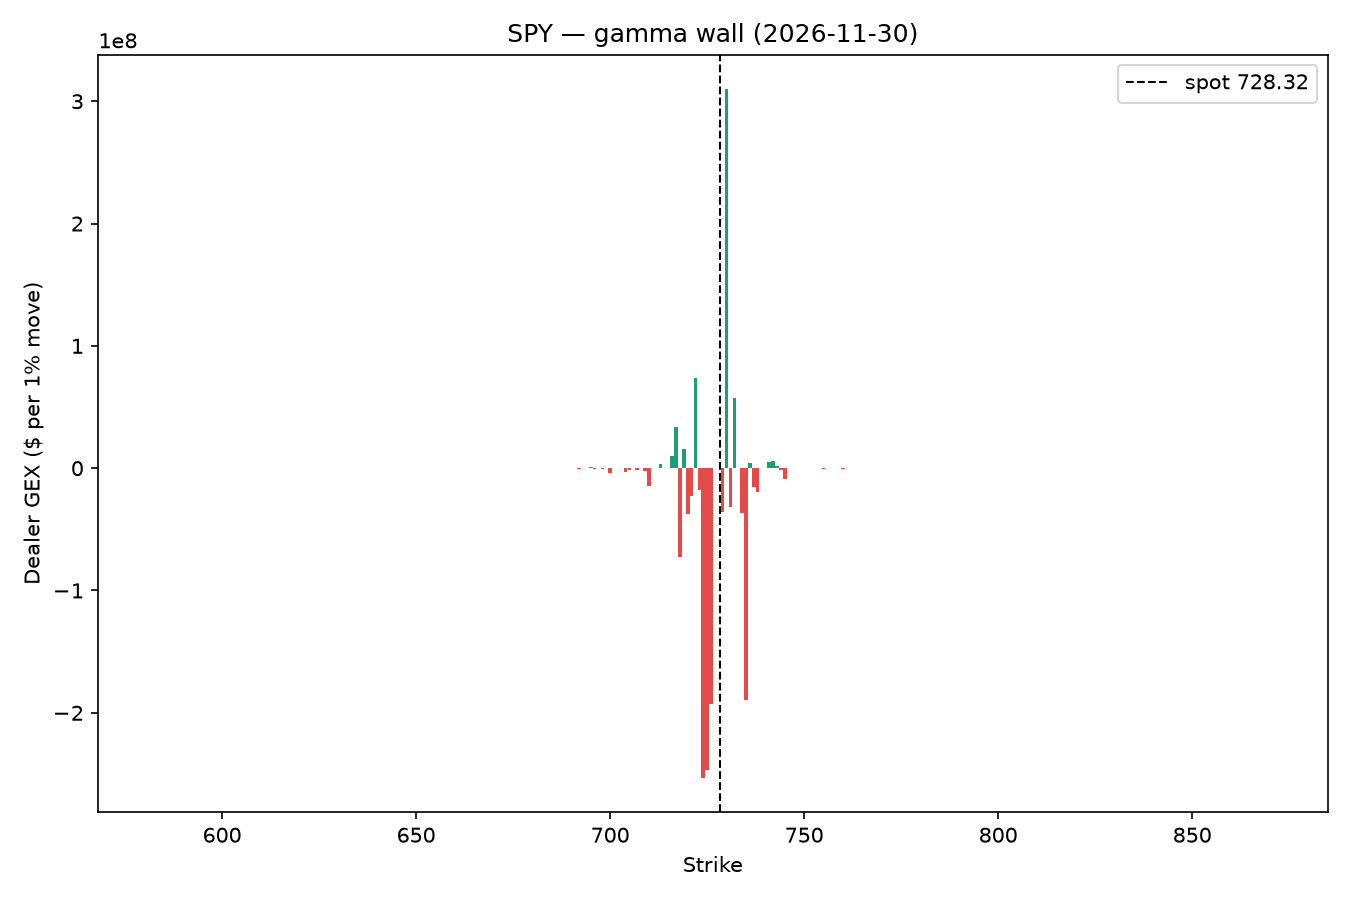 SPY — gamma wall (2026-11-30)
1e8
spot 728.32
3
2
1
0
−1
−2
Dealer GEX ($ per 1% move)
600 650 700 750 800 850
Strike